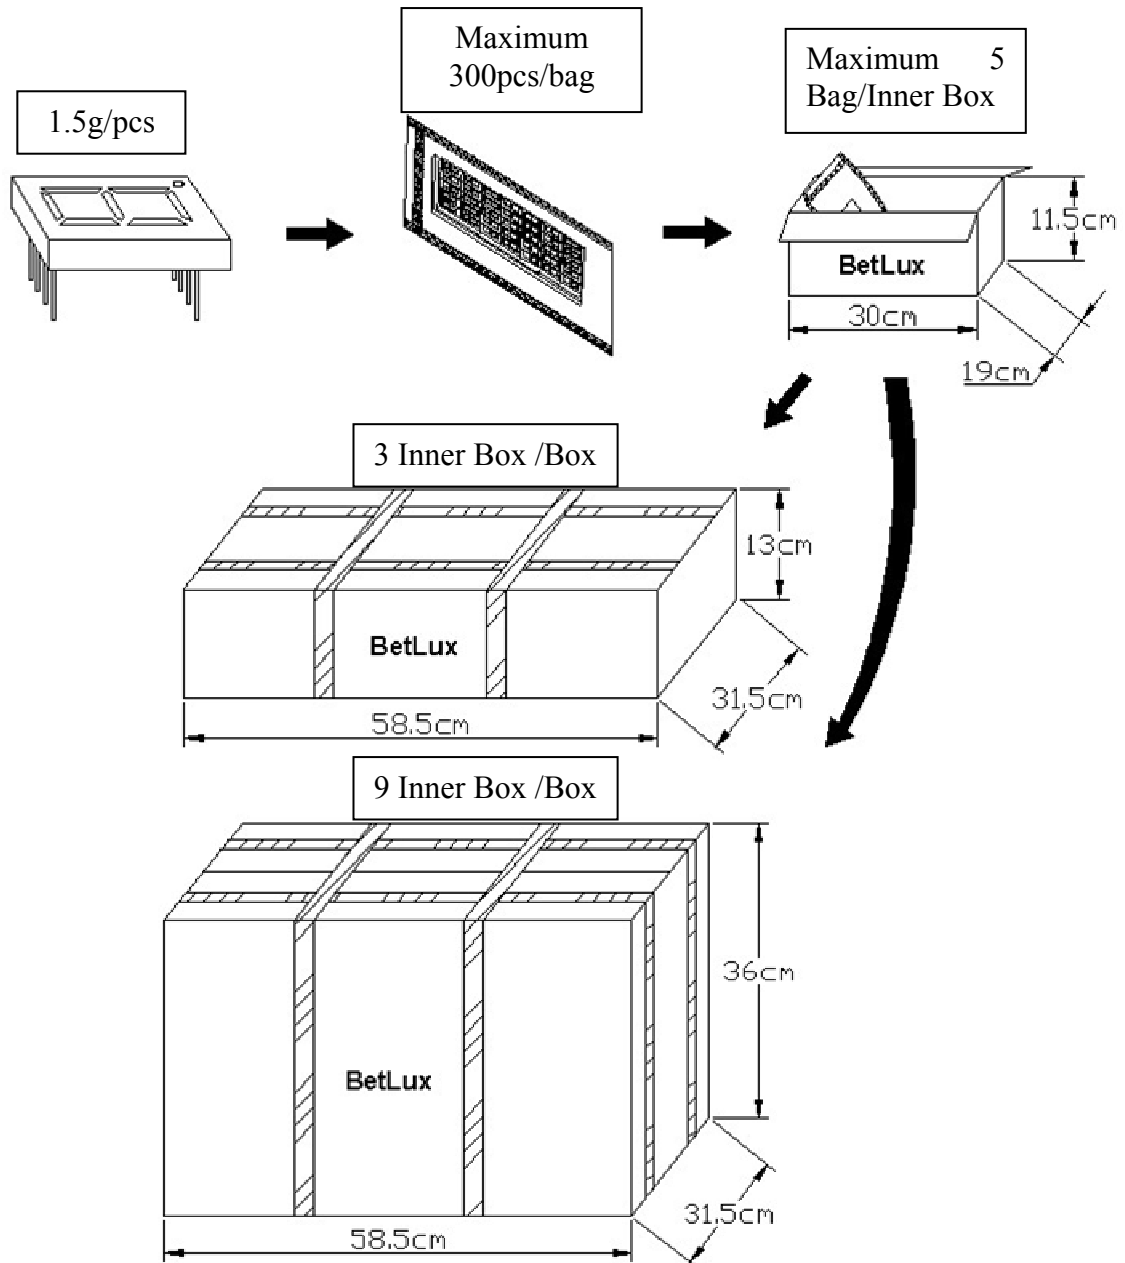 Maximum
300pcs/bag
Maximum 5
Bag/Inner Box
1.5g/pcs
11.5cm
BetLux
30cm
19cm
3 Inner Box /Box
13cm
BetLux
31.5cm
58.5cm
9 Inner Box /Box
36cm
BetLux
31.5cm
58.5cm